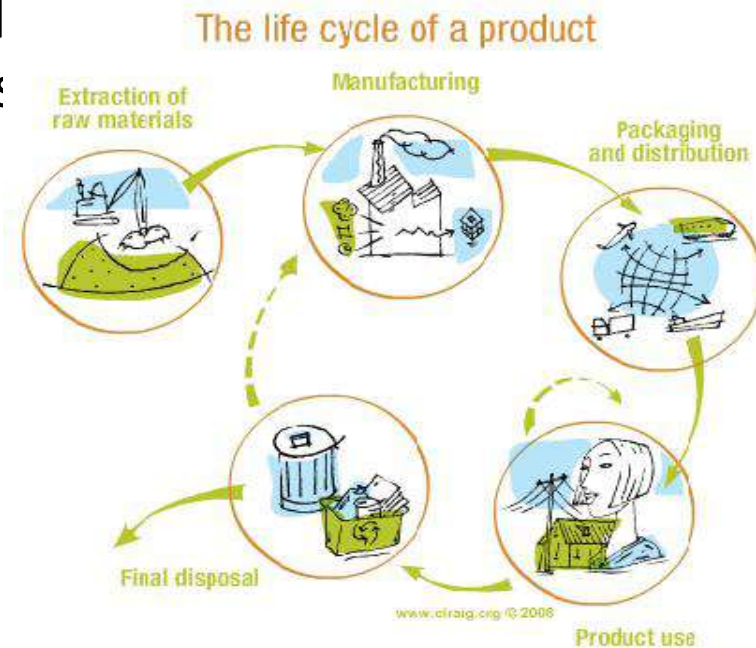 The life cycle of a product
Manufacturing
Extraction of
raw materials
Packaging
and distribution
Final disposal
www.ciraig.org © 2008
Product use